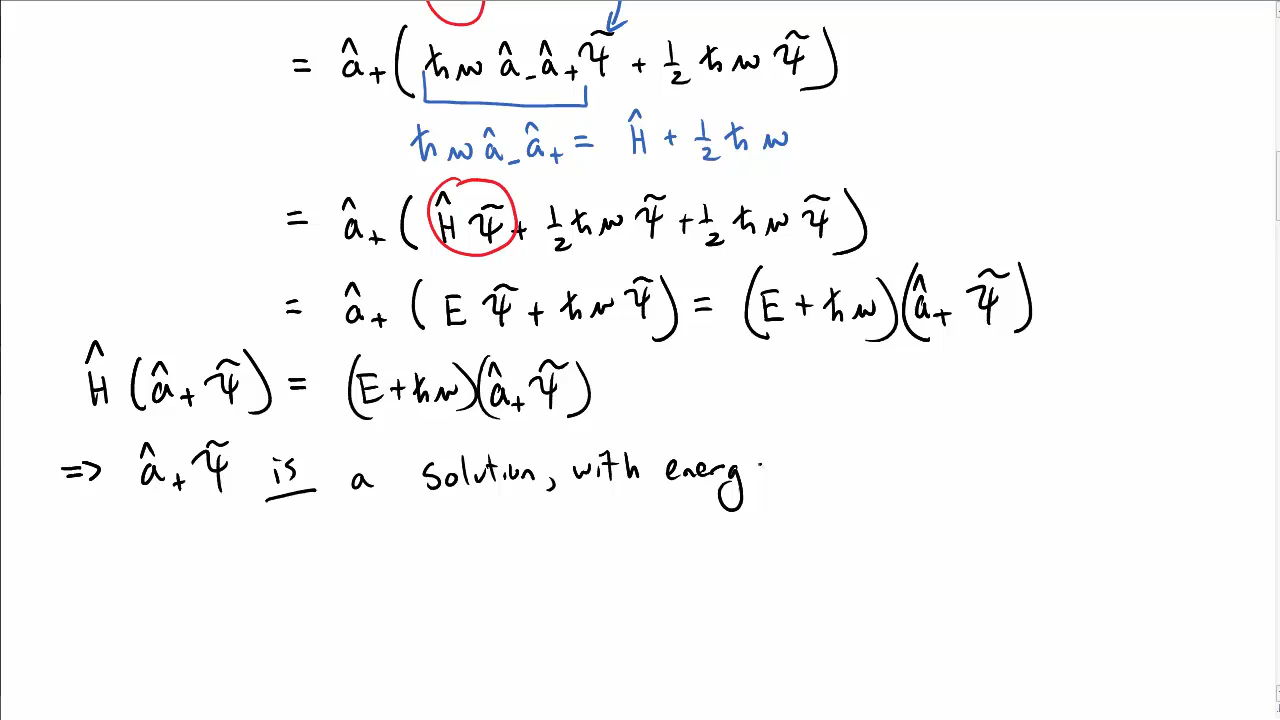 = â₊(ħω â₋â₊Ψ̃ + ½ ħω Ψ̃)
ħω â₋â₊ = Ĥ + ½ ħω
= â₊(ĤΨ̃ + ½ ħω Ψ̃ + ½ ħω Ψ̃)
= â₊(E Ψ̃ + ħω Ψ̃) = (E + ħω)(â₊ Ψ̃)
Ĥ(â₊Ψ̃) = (E + ħω)(â₊Ψ̃)
=> â₊Ψ̃ is a solution, with energ